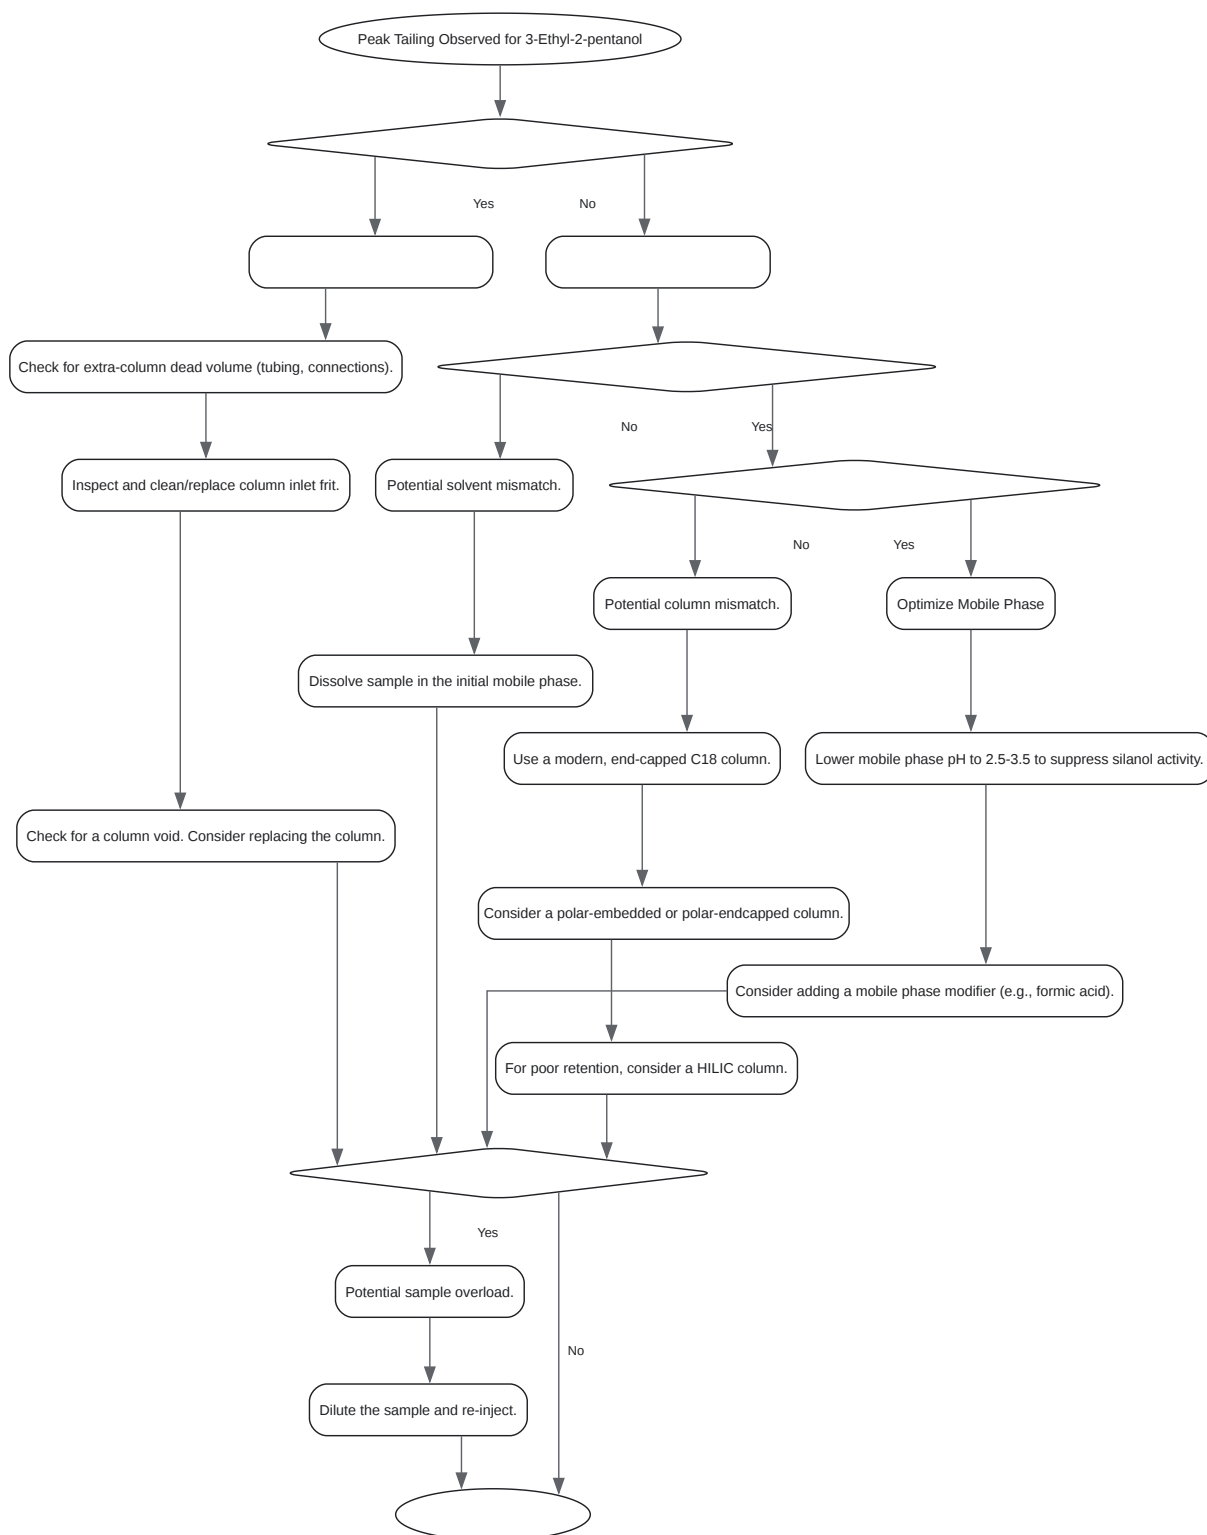 Peak Tailing Observed for 3-Ethyl-2-pentanol
Yes
No
Check for extra-column dead volume (tubing, connections).
No
Yes
Inspect and clean/replace column inlet frit.
Potential solvent mismatch.
No
Yes
Potential column mismatch.
Optimize Mobile Phase
Dissolve sample in the initial mobile phase.
Use a modern, end-capped C18 column.
Lower mobile phase pH to 2.5-3.5 to suppress silanol activity.
Check for a column void. Consider replacing the column.
Consider a polar-embedded or polar-endcapped column.
Consider adding a mobile phase modifier (e.g., formic acid).
For poor retention, consider a HILIC column.
Yes
Potential sample overload.
No
Dilute the sample and re-inject.